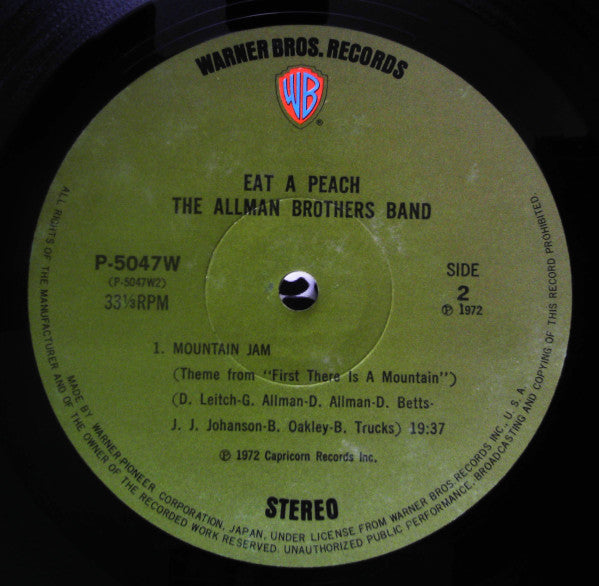 WARNER BROS. RECORDS
WB
®
EAT A PEACH
THE ALLMAN BROTHERS BAND
P-5047W
(P-5047W2)
33⅓RPM
SIDE
2
℗ 1972
1. MOUNTAIN JAM
(Theme from "First There Is A Mountain")
(D. Leitch-G. Allman-D. Allman-D. Betts-
J. J. Johanson-B. Oakley-B. Trucks) 19:37
℗ 1972 Capricorn Records Inc.
STEREO
MADE BY WARNER-PIONEER CORPORATION, JAPAN, UNDER LICENSE FROM WARNER BROS. RECORDS INC., U. S. A.
ALL RIGHTS OF THE MANUFACTURER AND OF THE OWNER OF THE RECORDED WORK RESERVED. UNAUTHORIZED PUBLIC PERFORMANCE, BROADCASTING AND COPYING OF THIS RECORD PROHIBITED.